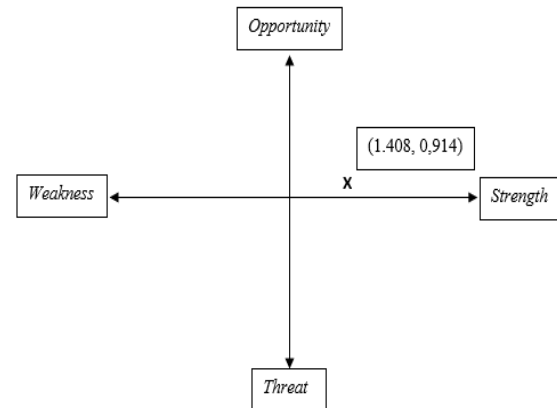 Opportunity
(1.408, 0,914)
Weakness
X
Strength
Threat